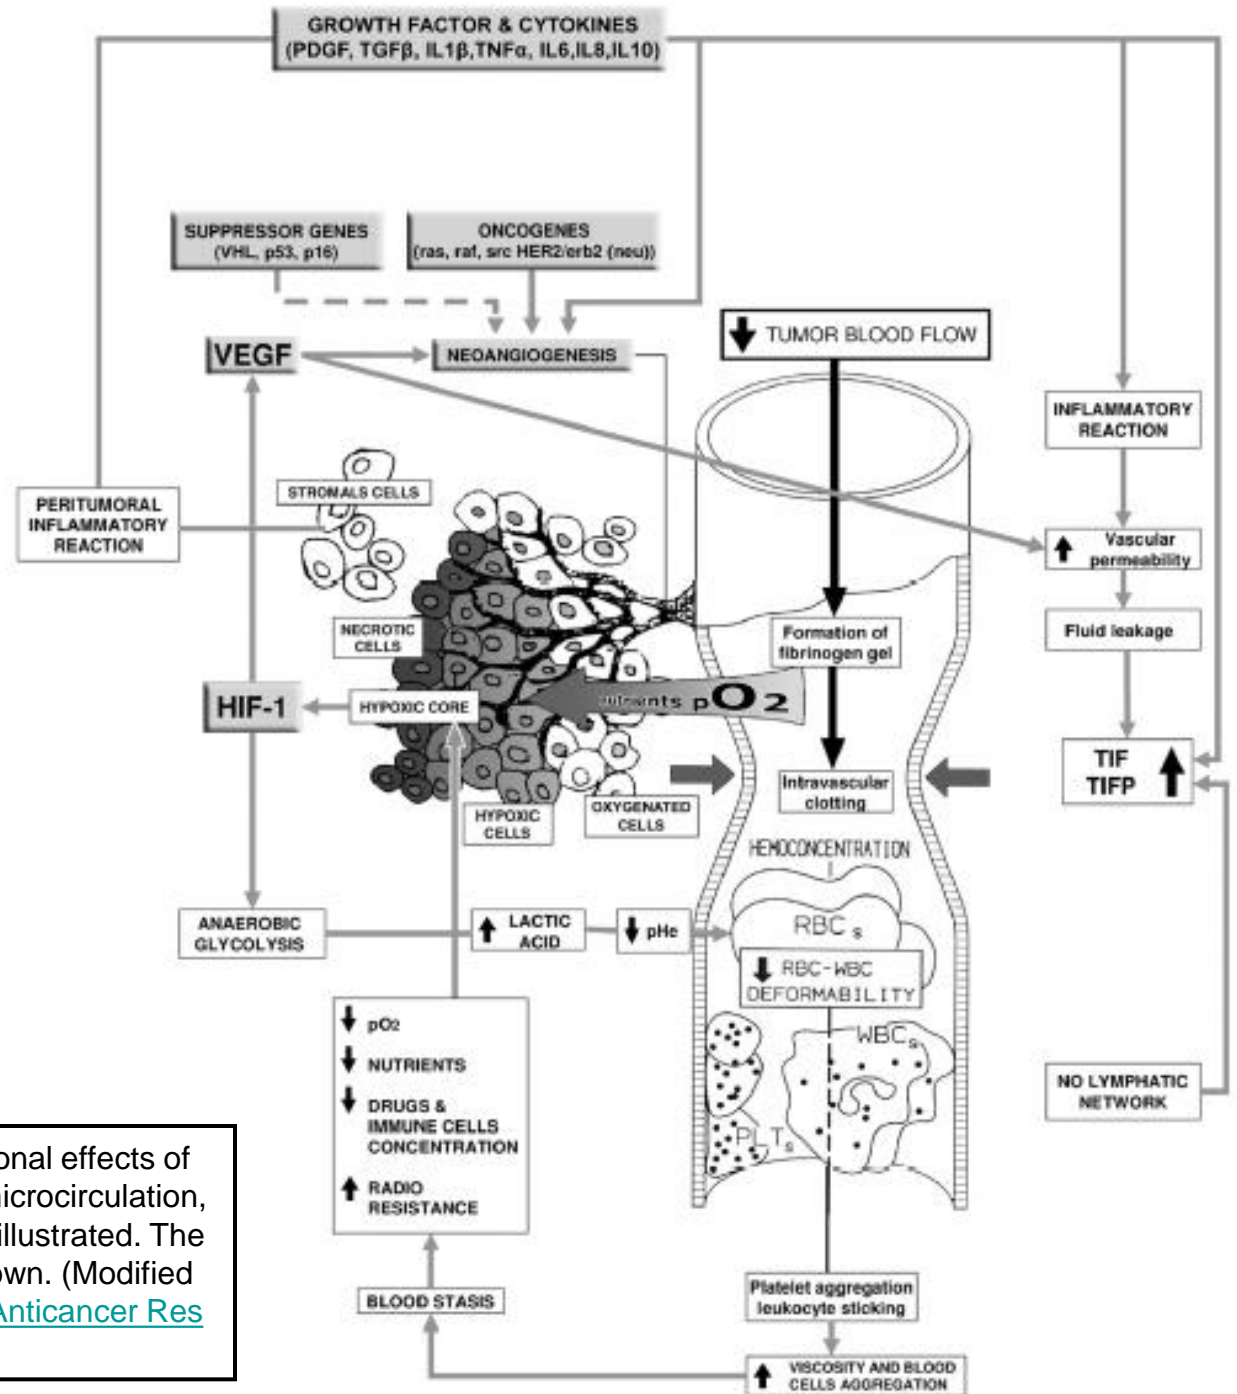 GROWTH FACTOR & CYTOKINES
(PDGF, TGFβ, IL1β,TNFα, IL6,IL8,IL10)
SUPPRESSOR GENES
(VHL, p53, p16)
ONCOGENES
(ras, raf, src HER2/erb2 (neu))
TUMOR BLOOD FLOW
VEGF
NEOANGIOGENESIS
INFLAMMATORY
REACTION
STROMALS CELLS
PERITUMORAL
INFLAMMATORY
REACTION
Vascular
permeability
NECROTIC
CELLS
Formation of
fibrinogen gel
Fluid leakage
HIF-1
HYPOXIC CORE
nutrients pO2
TIF
TIFP
Intravascular
clotting
HYPOXIC
CELLS
OXYGENATED
CELLS
HEMOCONCENTRATION
ANAEROBIC
GLYCOLYSIS
LACTIC
ACID
pHe
RBCs
RBC-WBC
DEFORMABILITY
pO2
NUTRIENTS
DRUGS &
IMMUNE CELLS
CONCENTRATION
RADIO
RESISTANCE
WBCs
PLTs
NO LYMPHATIC
NETWORK
onal effects of
nicrocirculation,
illustrated. The
own. (Modified
Anticancer Res
BLOOD STASIS
Platelet aggregation
leukocyte sticking
VISCOSITY AND BLOOD
CELLS AGGREGATION